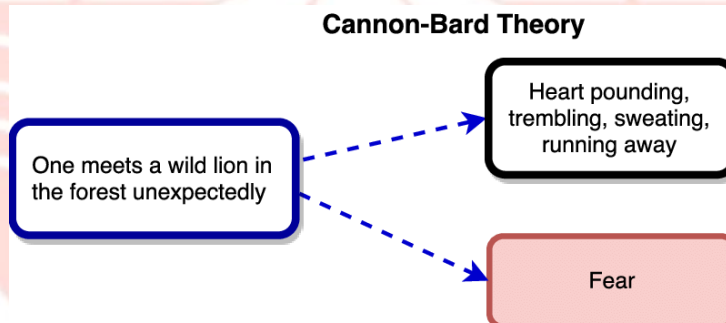 Cannon-Bard Theory
One meets a wild lion in
the forest unexpectedly
Heart pounding,
trembling, sweating,
running away
Fear